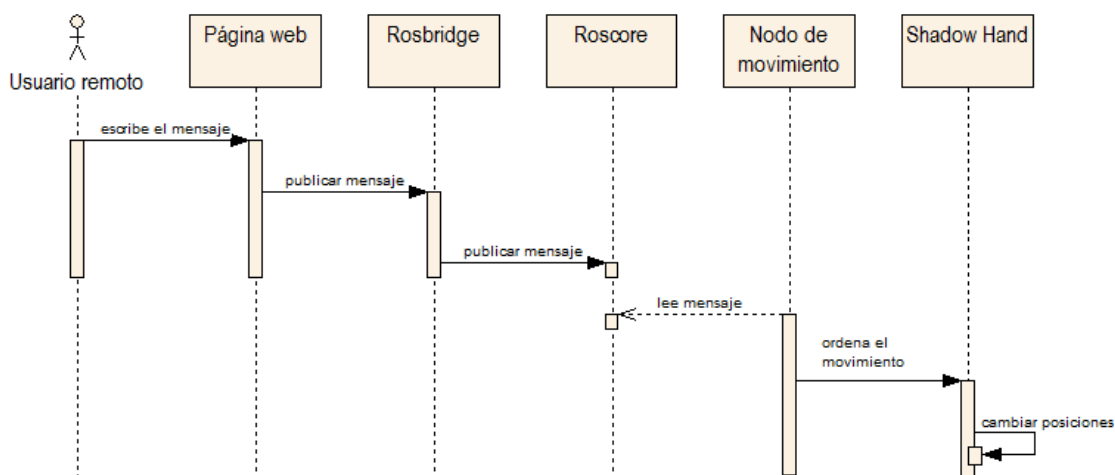 Usuario remoto
Página web
Rosbridge
Roscore
Nodo de
movimiento
Shadow Hand
escribe el mensaje
publicar mensaje
publicar mensaje
lee mensaje
ordena el
movimiento
cambiar posiciones